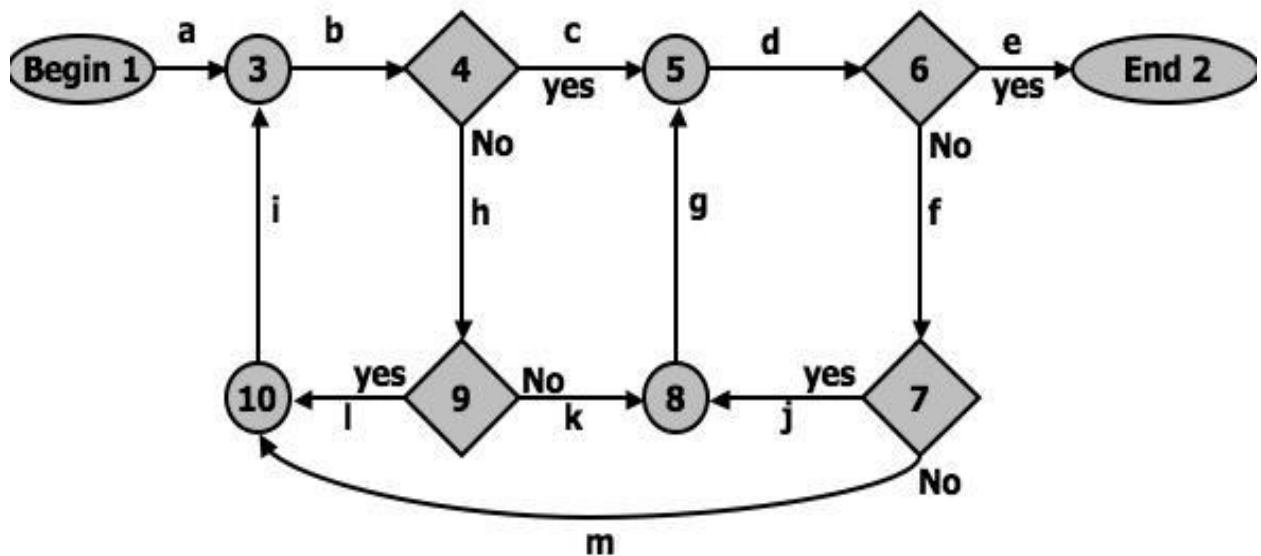 a b c d e
Begin 1 3 4 5 6 End 2
yes yes
No No
i h g f
yes No yes
10 9 8 7
l k j
No
m